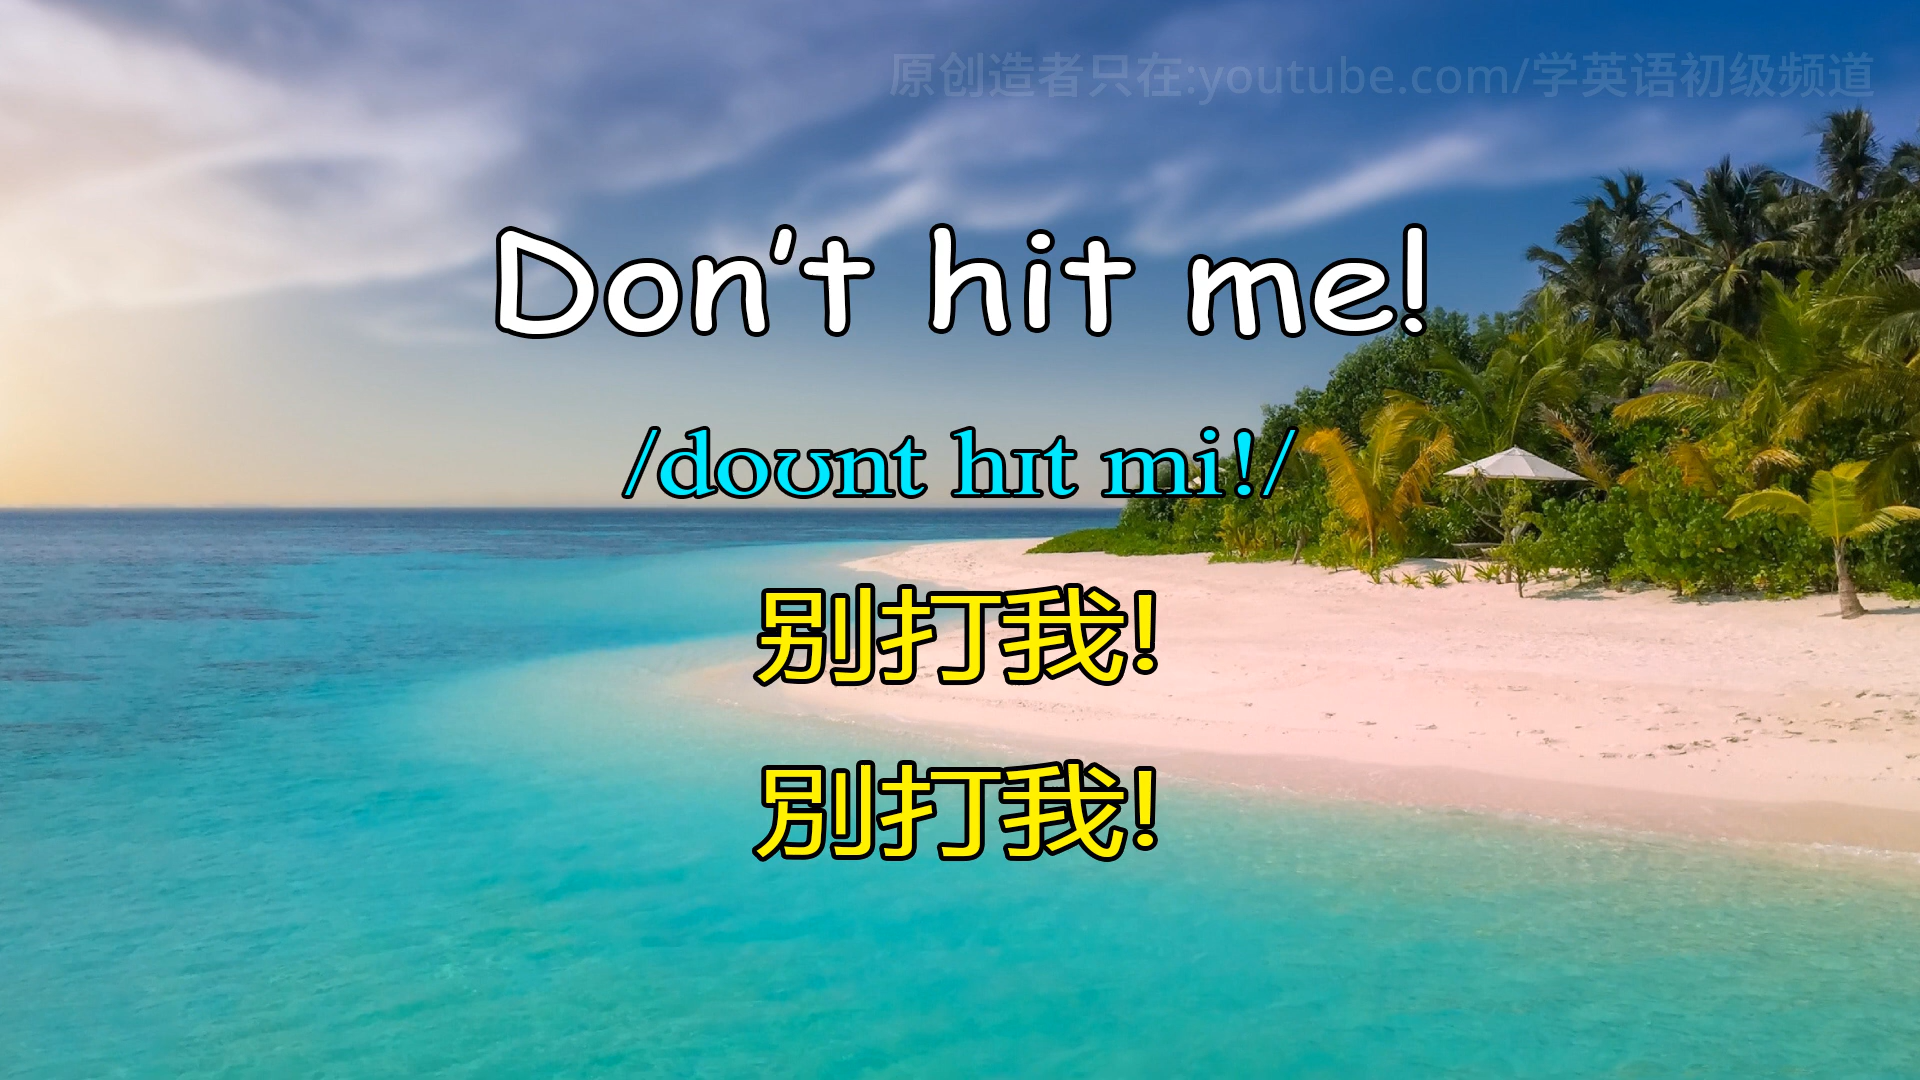 原创造者只在:youtube.com/学英语初级频道
Don't hit me!
/doʊnt hɪt mi!/
别打我!
別打我!